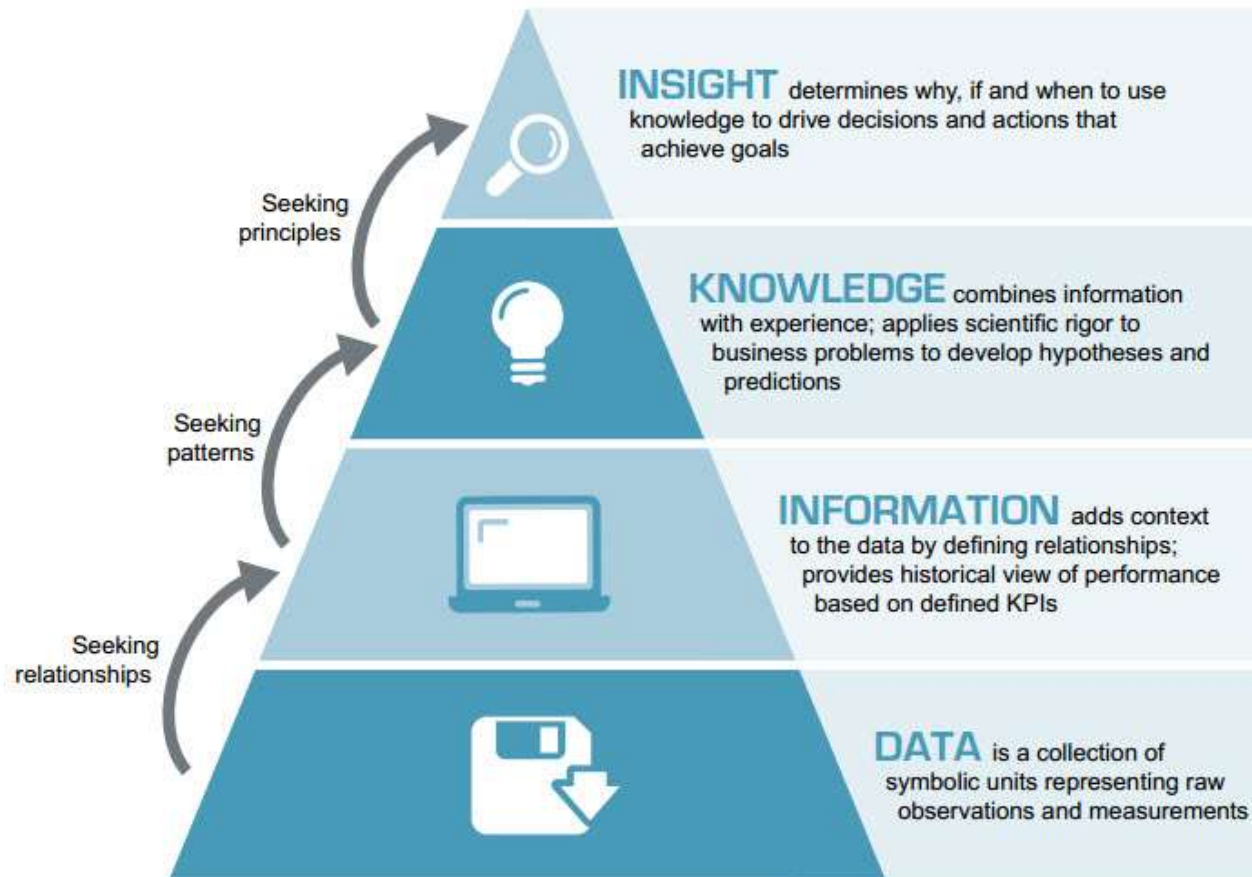 INSIGHT determines why, if and when to use
knowledge to drive decisions and actions that
achieve goals
Seeking
principles
KNOWLEDGE combines information
with experience; applies scientific rigor to
business problems to develop hypotheses and
predictions
Seeking
patterns
INFORMATION adds context
to the data by defining relationships;
provides historical view of performance
based on defined KPIs
Seeking
relationships
DATA is a collection of
symbolic units representing raw
observations and measurements